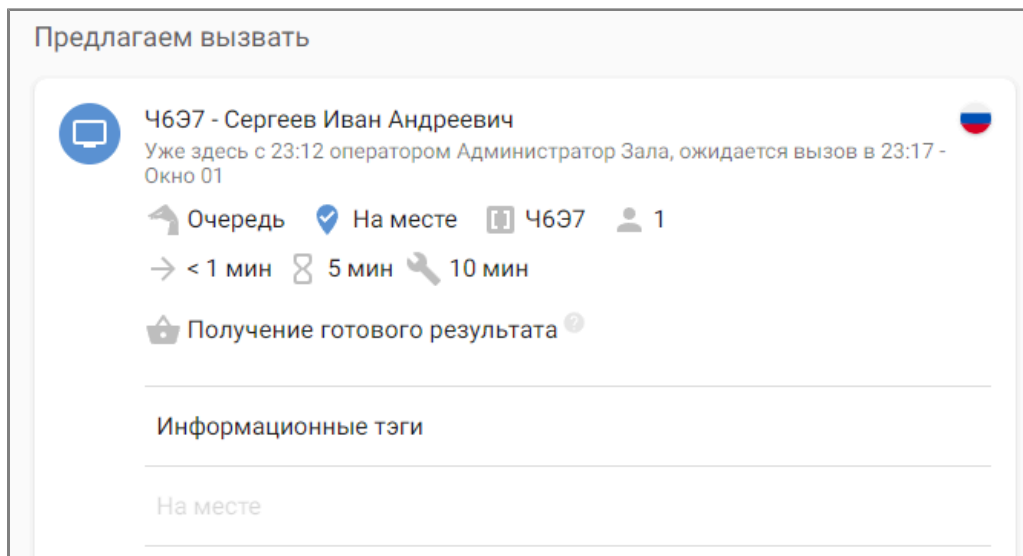 Предлагаем вызвать
Ч6Э7 - Сергеев Иван Андреевич
Уже здесь с 23:12 оператором Администратор Зала, ожидается вызов в 23:17 -
Окно 01
Очередь На месте Ч6Э7 1
< 1 мин 5 мин 10 мин
Получение готового результата ?
Информационные тэги
На месте